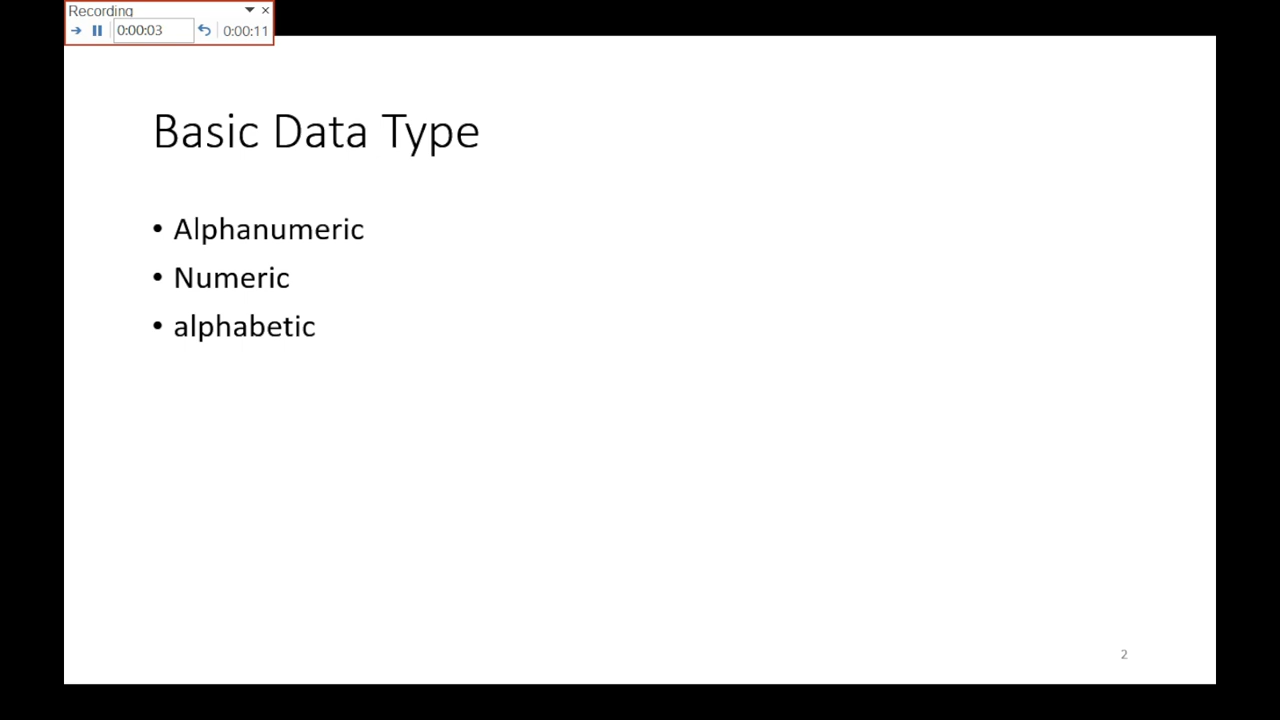 Recording
0:00:03 0:00:11
Basic Data Type
• Alphanumeric
• Numeric
• alphabetic
2